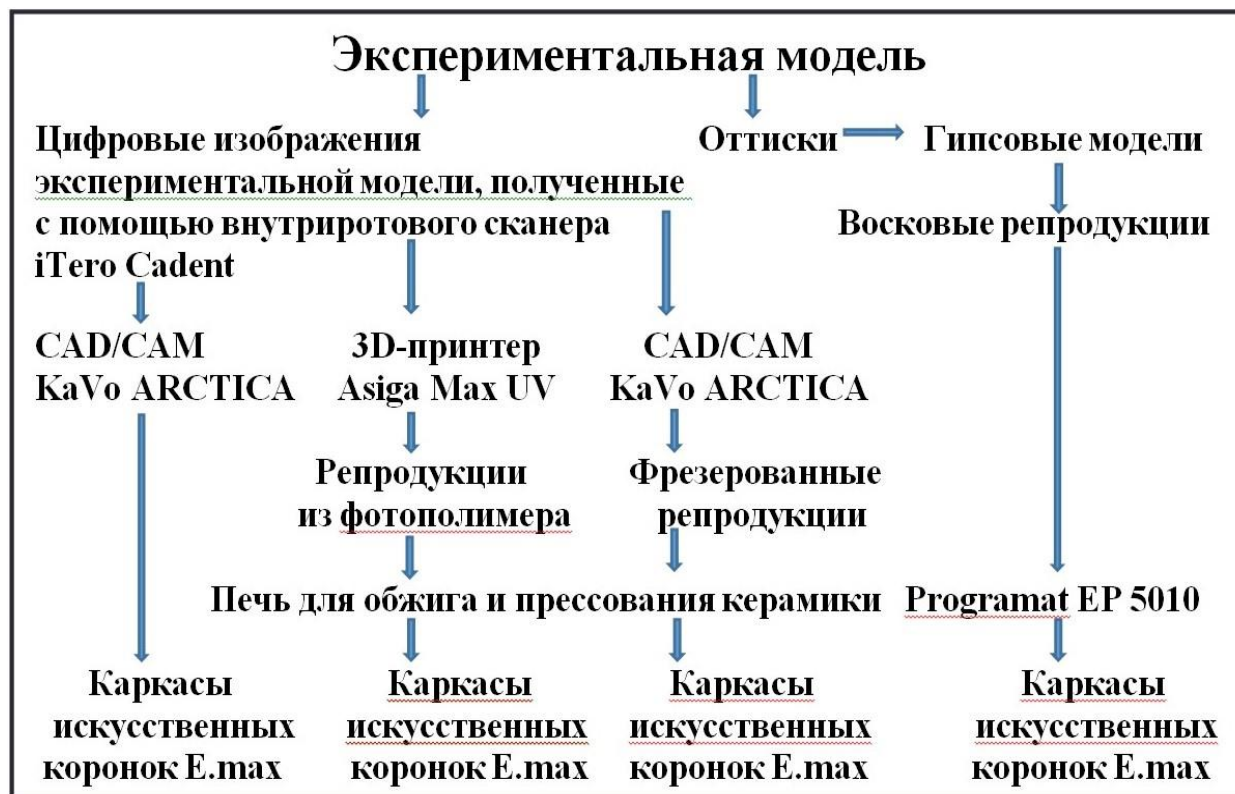 Экспериментальная модель
Цифровые изображения
экспериментальной модели, полученные
с помощью внутриротового сканера
iTero Cadent
Оттиски
Гипсовые модели
Восковые репродукции
CAD/CAM
KaVo ARCTICA
3D-принтер
Asiga Max UV
CAD/CAM
KaVo ARCTICA
Репродукции
из фотополимера
Фрезерованные
репродукции
Печь для обжига и прессования керамики Programat EP 5010
Каркасы
искусственных
коронок E.max
Каркасы
искусственных
коронок E.max
Каркасы
искусственных
коронок E.max
Каркасы
искусственных
коронок E.max